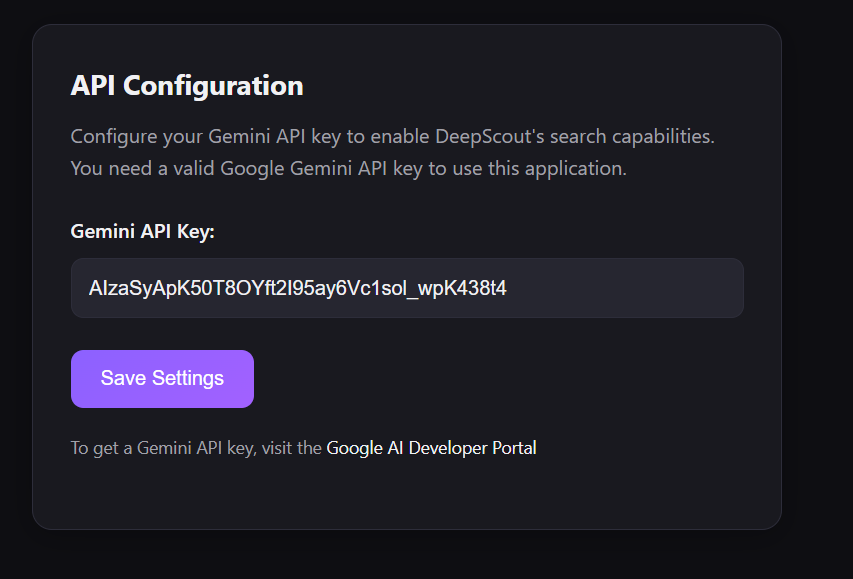 API Configuration
Configure your Gemini API key to enable DeepScout's search capabilities.
You need a valid Google Gemini API key to use this application.
Gemini API Key:
AIzaSyApK50T8OYft2I95ay6Vc1sol_wpK438t4
Save Settings
To get a Gemini API key, visit the Google AI Developer Portal